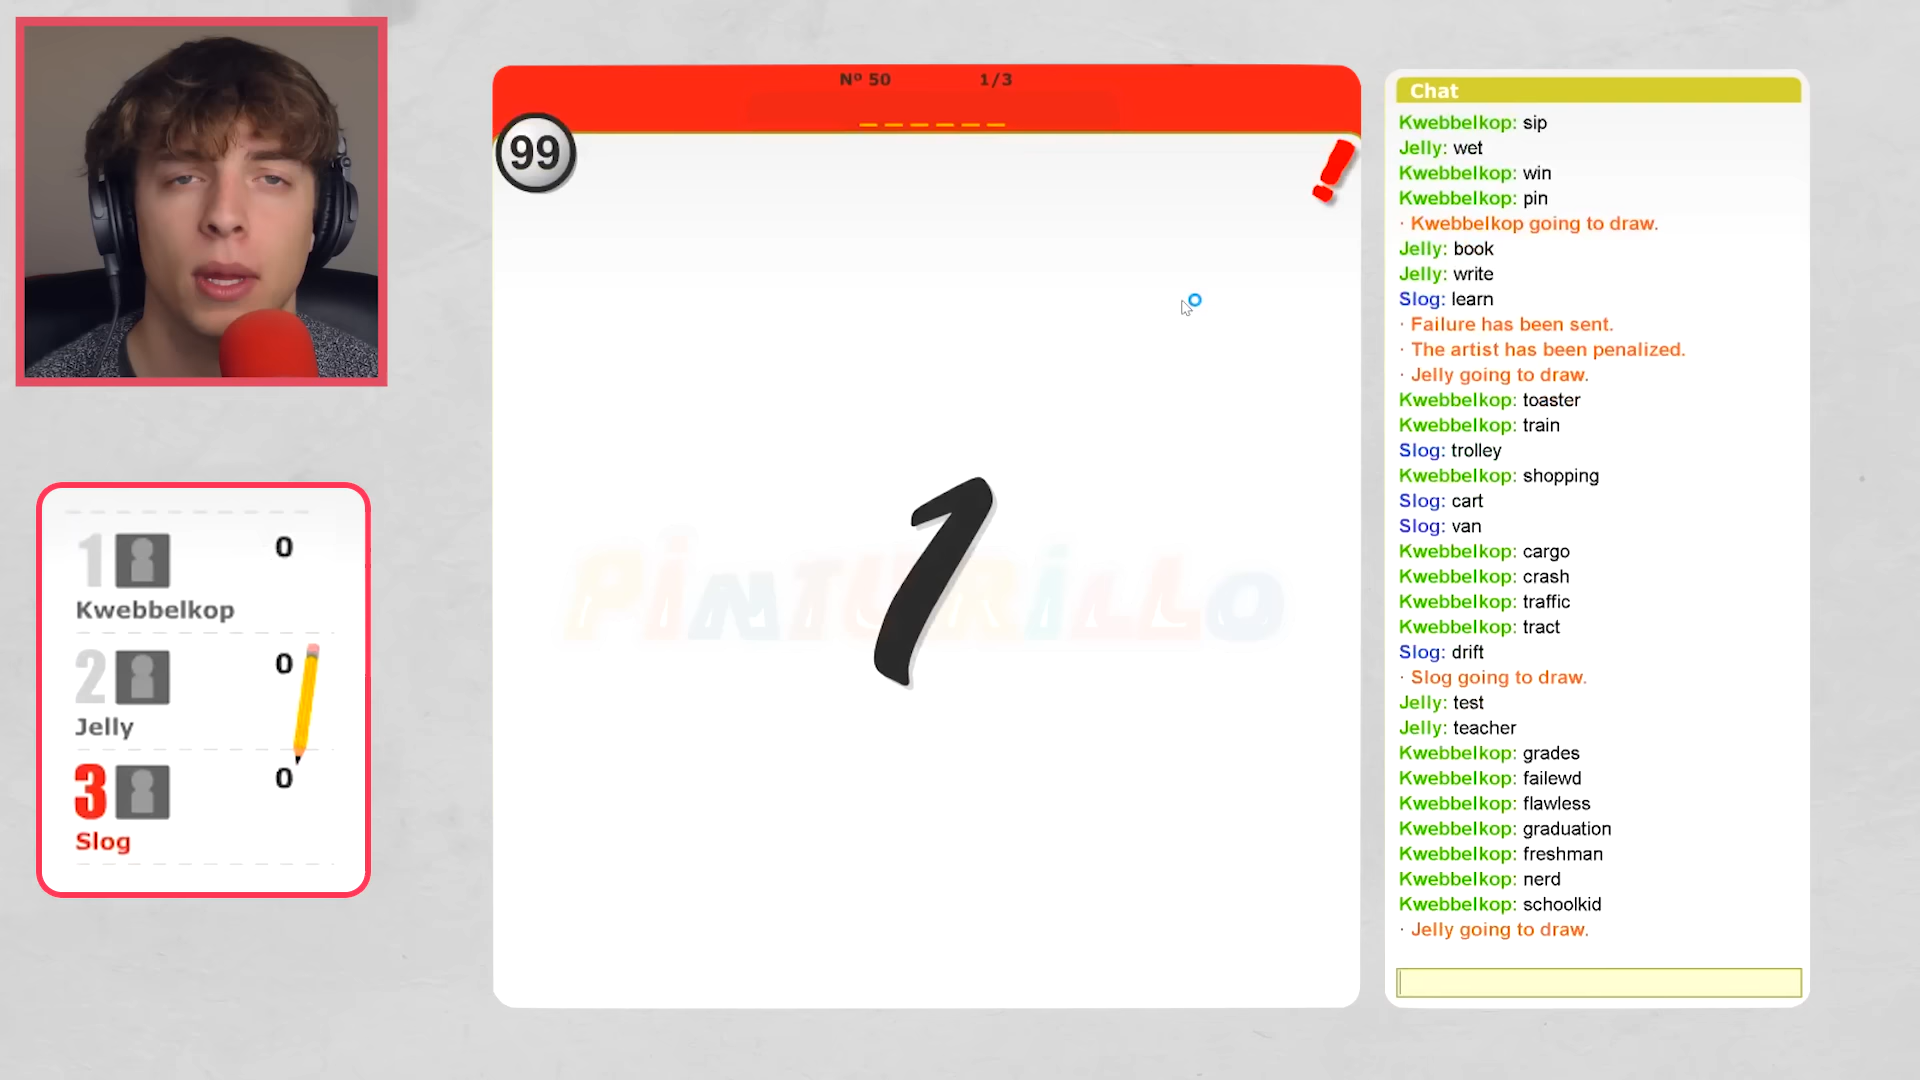 Nº 50 1/3
_ _ _ _ _ _
99
!
1
PINTURILLO
1 0
Kwebbelkop
2 0
Jelly
3 0
Slog
Chat
Kwebbelkop: sip
Jelly: wet
Kwebbelkop: win
Kwebbelkop: pin
· Kwebbelkop going to draw.
Jelly: book
Jelly: write
Slog: learn
· Failure has been sent.
· The artist has been penalized.
· Jelly going to draw.
Kwebbelkop: toaster
Kwebbelkop: train
Slog: trolley
Kwebbelkop: shopping
Slog: cart
Slog: van
Kwebbelkop: cargo
Kwebbelkop: crash
Kwebbelkop: traffic
Kwebbelkop: tract
Slog: drift
· Slog going to draw.
Jelly: test
Jelly: teacher
Kwebbelkop: grades
Kwebbelkop: failewd
Kwebbelkop: flawless
Kwebbelkop: graduation
Kwebbelkop: freshman
Kwebbelkop: nerd
Kwebbelkop: schoolkid
· Jelly going to draw.